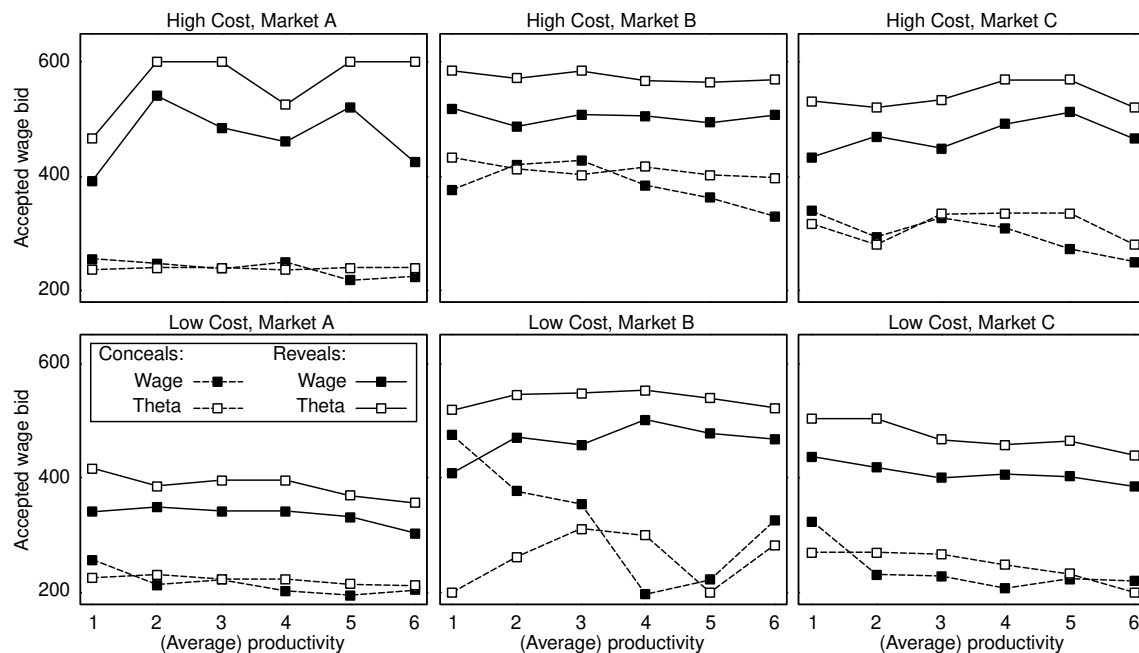 High Cost, Market A
High Cost, Market B
High Cost, Market C
Accepted wage bid
600
400
200
Low Cost, Market A
Low Cost, Market B
Low Cost, Market C
Accepted wage bid
600
400
200
Conceals: Reveals:
Wage Wage
Theta Theta
1 2 3 4 5 6
1 2 3 4 5 6
1 2 3 4 5 6
(Average) productivity
(Average) productivity
(Average) productivity